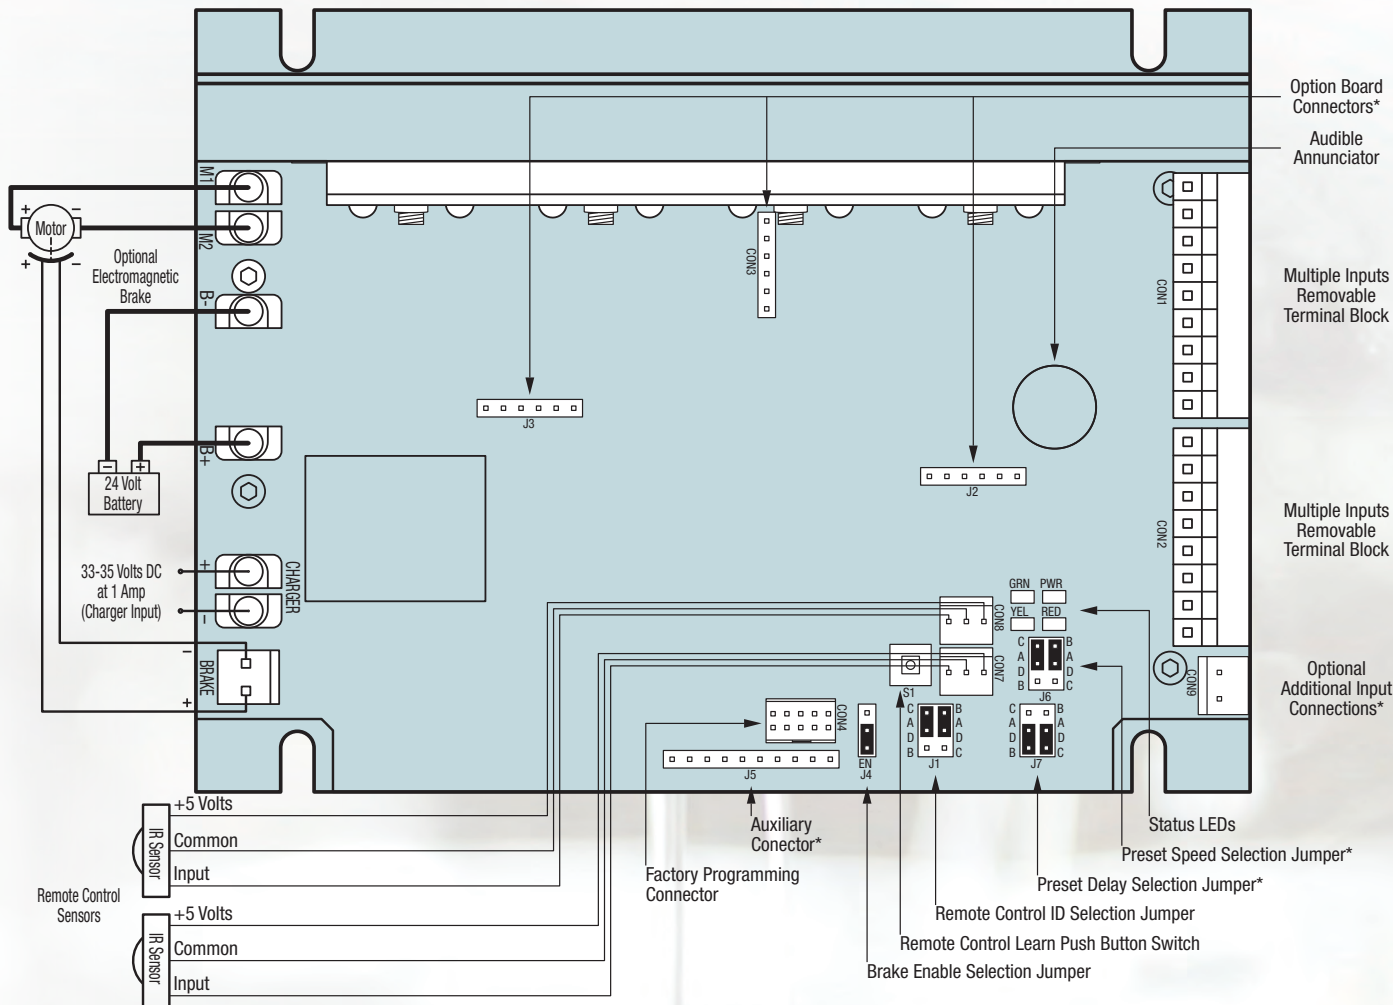 Option Board
Connectors*
Audible
Annunciator
M1
+
−
Motor
M2
+
−
Optional
Electromagnetic
Brake
B-
CON3
CON1
Multiple Inputs
Removable
Terminal Block
J3
B+
−
+
24 Volt
Battery
J2
CON2
Multiple Inputs
Removable
Terminal Block
33-35 Volts DC
at 1 Amp
(Charger Input)
+
-
CHARGER
GRN
PWR
YEL
RED
CON8
−
BRAKE
+
S1
CON7
C
A
D
B
B
A
D
C
J6
CON9
Optional
Additional Input
Connections*
CON4
J5
EN
J4
C
A
D
B
B
A
D
C
J1
C
A
D
B
B
A
D
C
J7
+5 Volts
Common
Input
IR Sensor
Remote Control
Sensors
+5 Volts
Common
Input
IR Sensor
Auxiliary
Conector*
Factory Programming
Connector
Status LEDs
Preset Speed Selection Jumper*
Preset Delay Selection Jumper*
Remote Control ID Selection Jumper
Remote Control Learn Push Button Switch
Brake Enable Selection Jumper